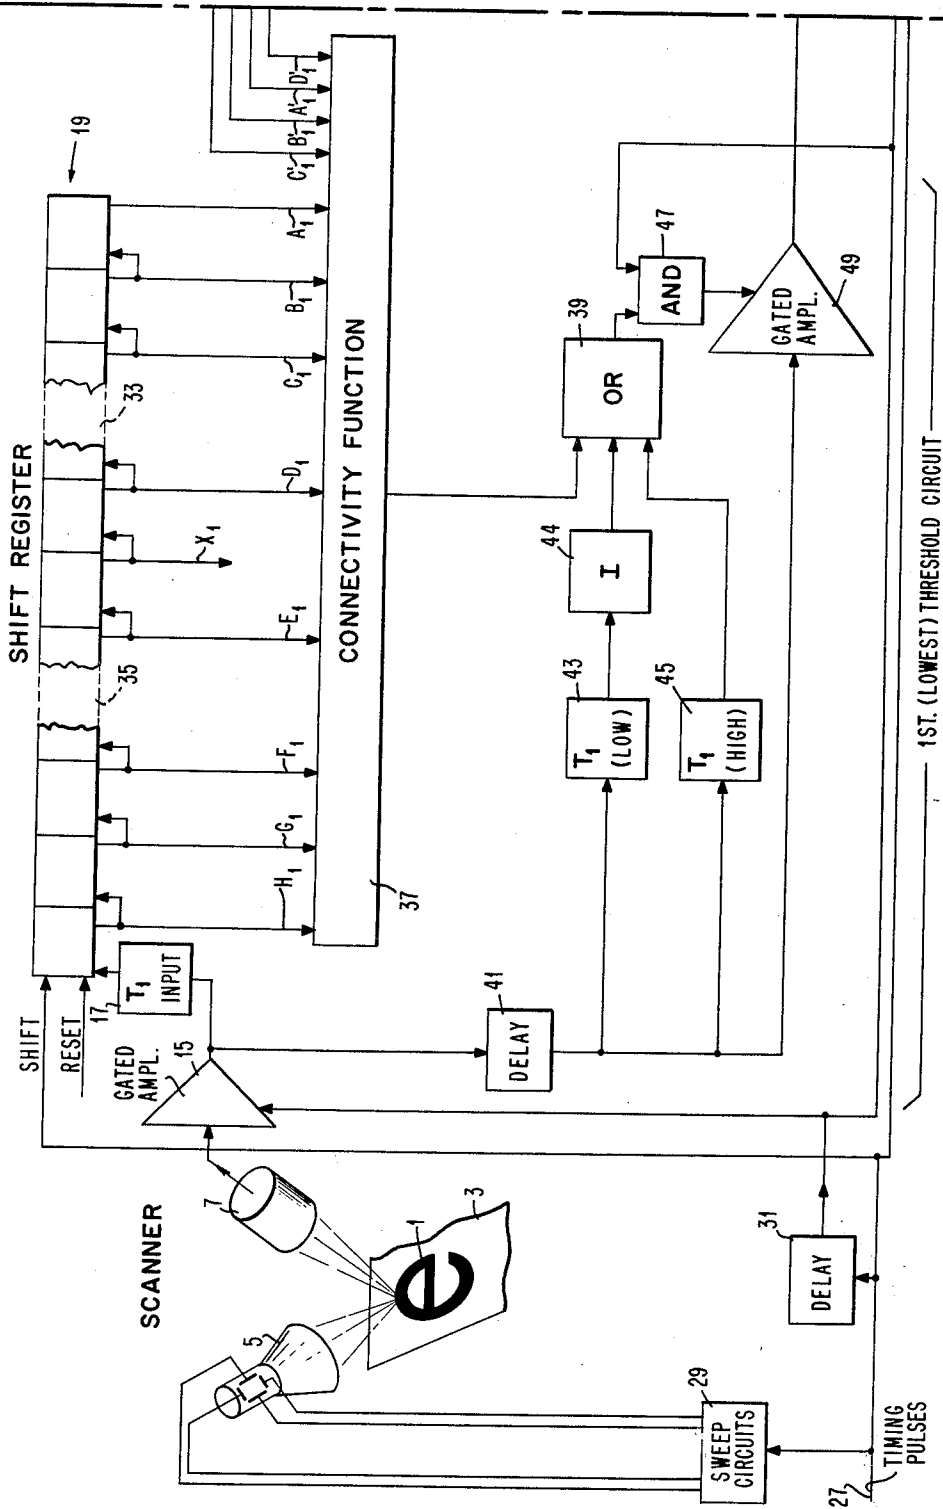 SHIFT REGISTER
19
33
35
SHIFT
RESET
T1
INPUT
17
GATED
AMPL.
15
H1
G1
F1
E1
X1
D1
C1
B1
A1
C'1
B'1
A'1
D'1
CONNECTIVITY FUNCTION
37
SCANNER
7
5
1
3
e
DELAY
41
T1
(LOW)
43
I
44
T1
(HIGH)
45
OR
39
AND
47
GATED
AMPL.
49
SWEEP
CIRCUITS
29
DELAY
31
27
TIMING
PULSES
1ST. (LOWEST) THRESHOLD CIRCUIT